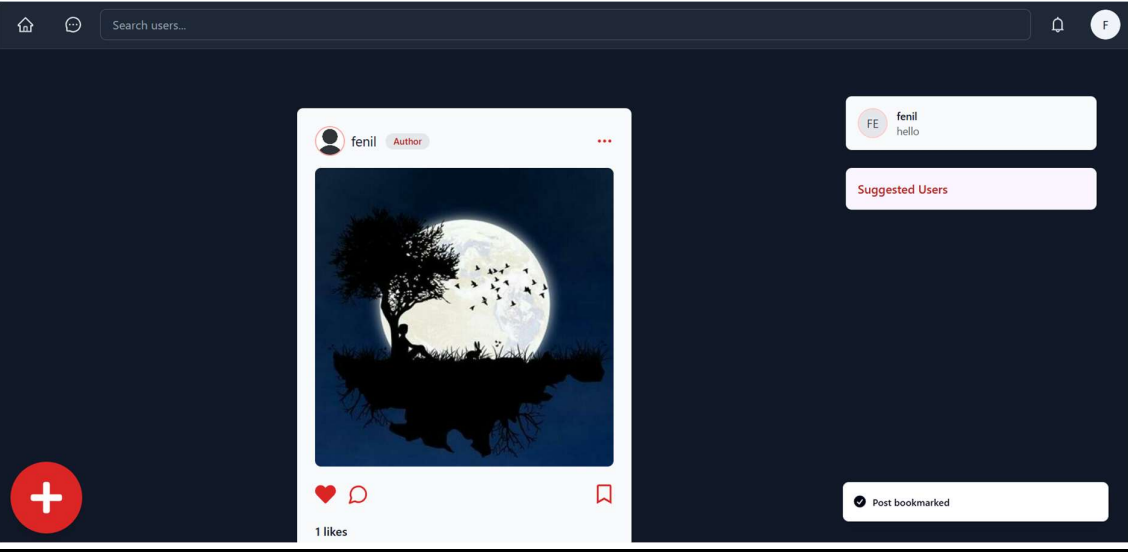 Search users...
F
fenil Author
1 likes
FE
fenil
hello
Suggested Users
Post bookmarked